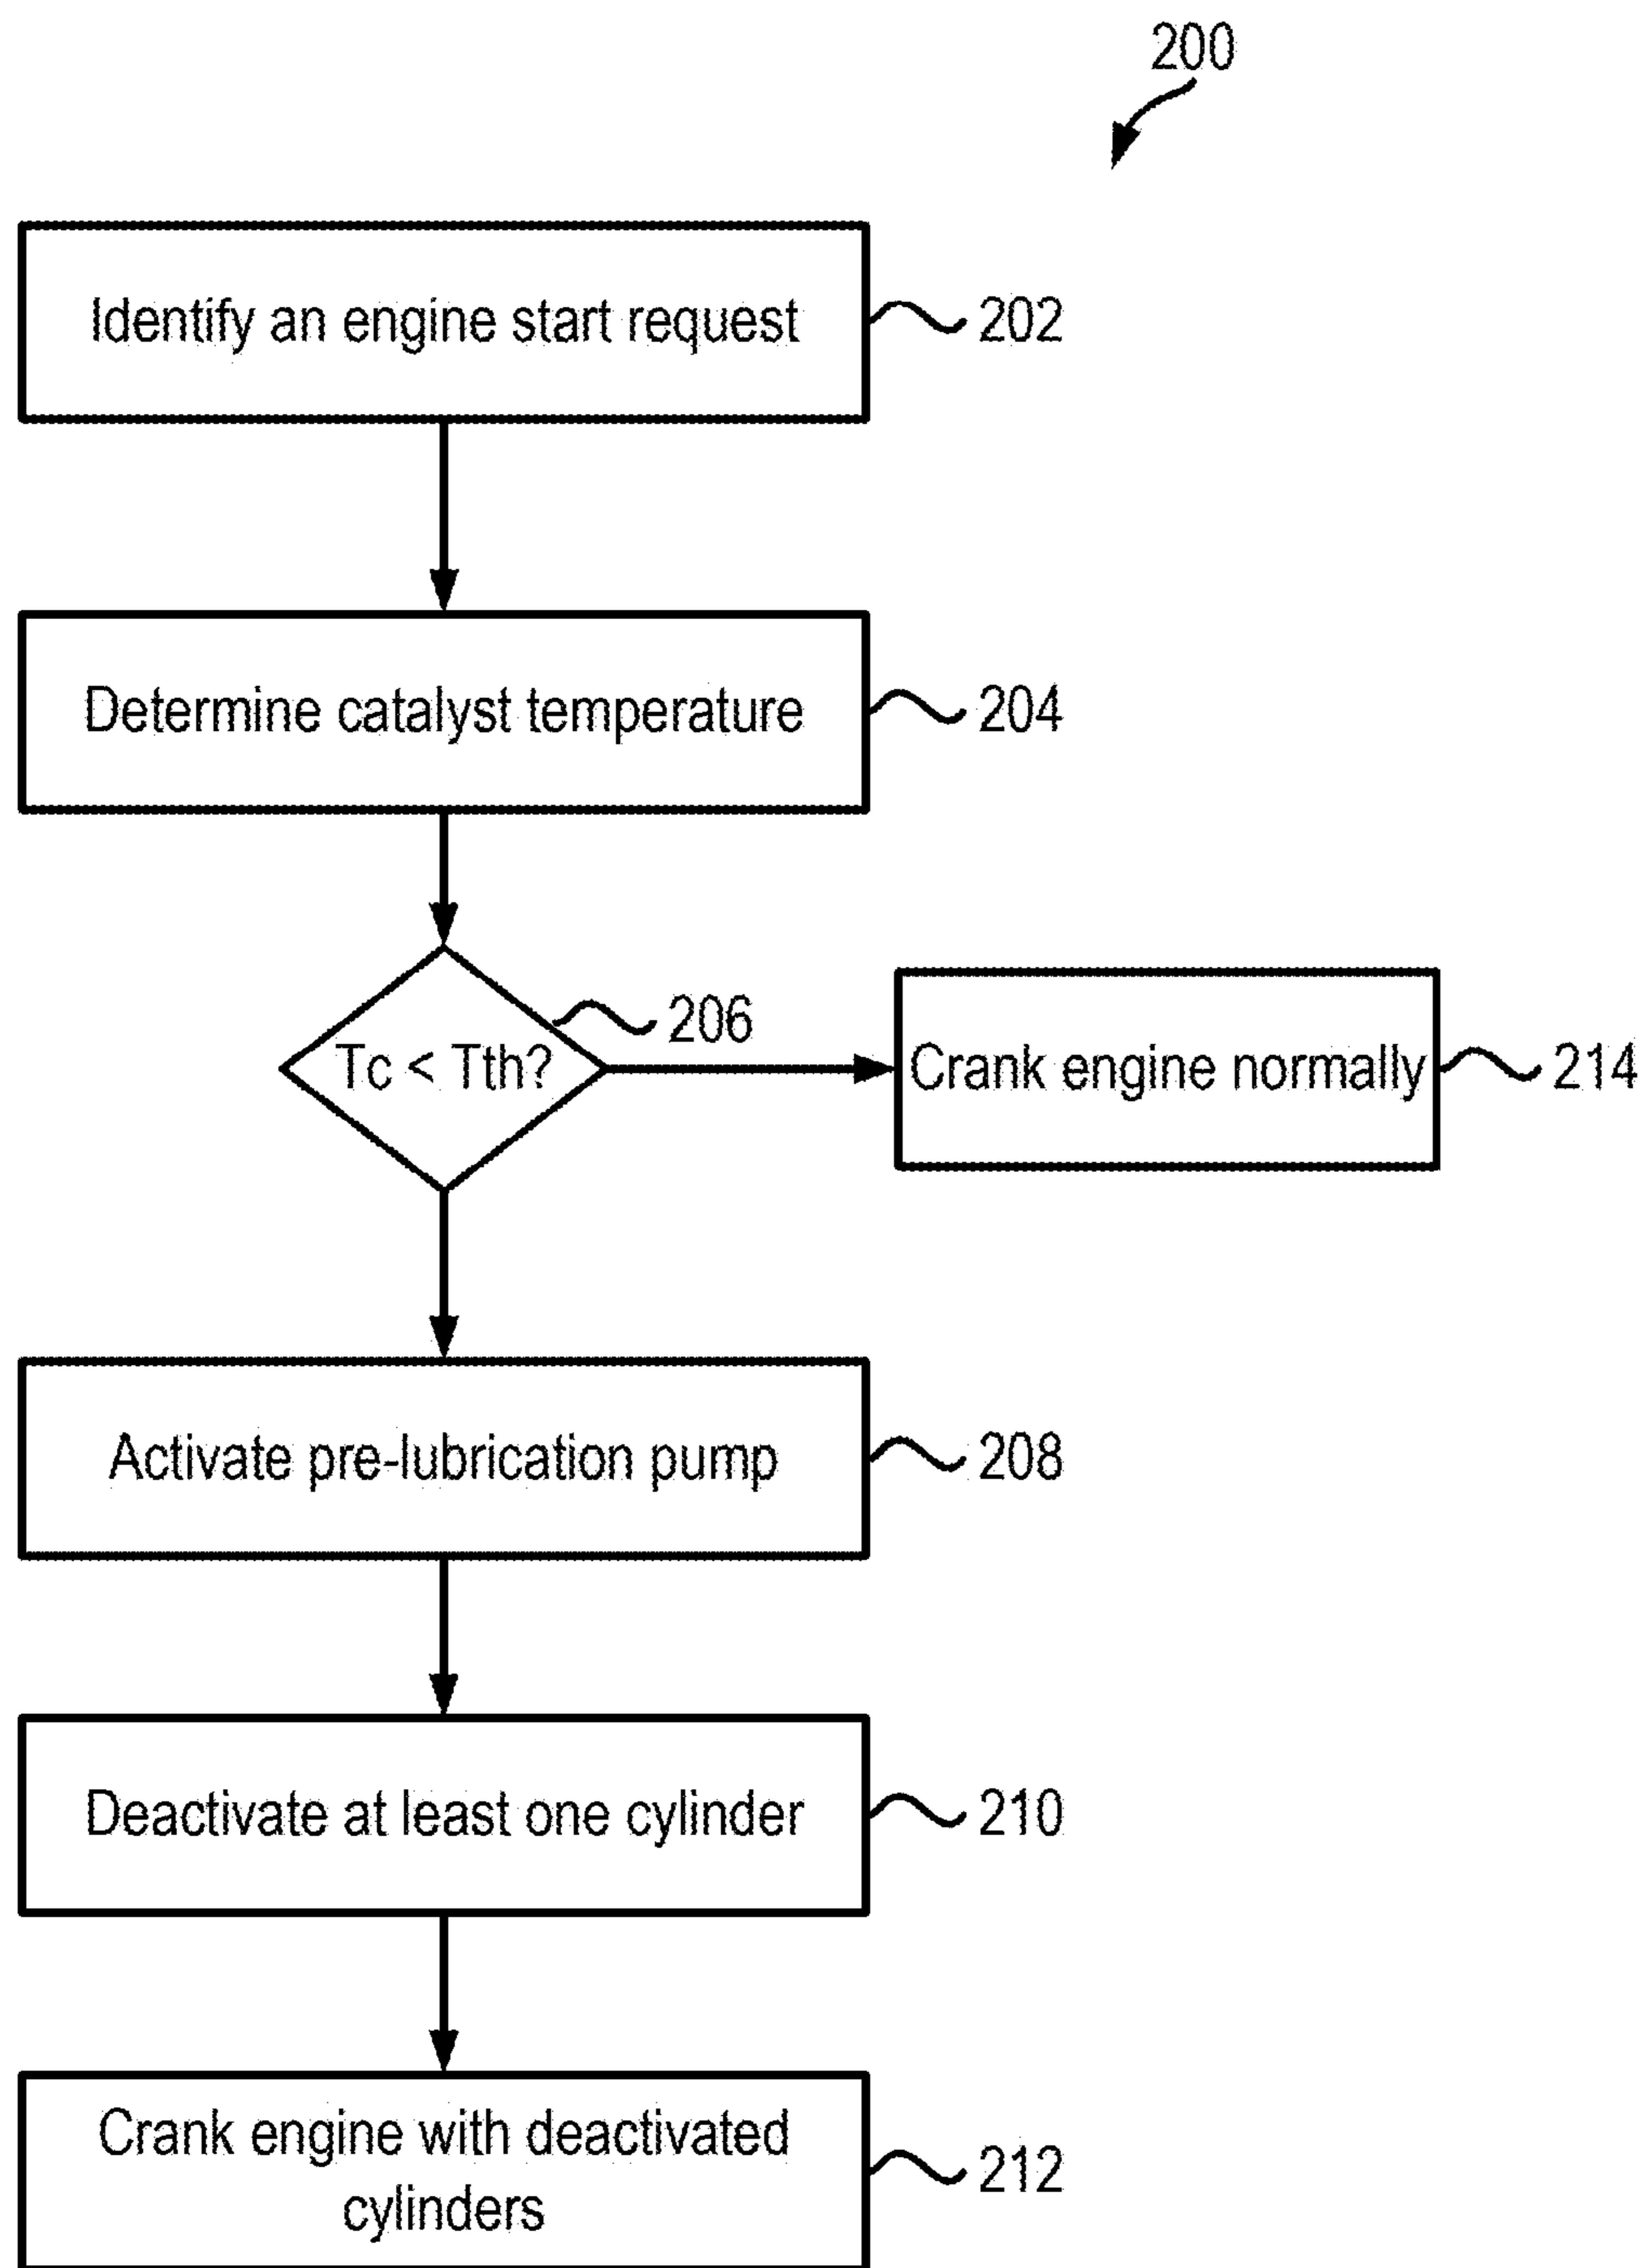 200
Identify an engine start request
202
Determine catalyst temperature
204
206
Tc < Tth?
Crank engine normally
214
Activate pre-lubrication pump
208
Deactivate at least one cylinder
210
Crank engine with deactivated
cylinders
212